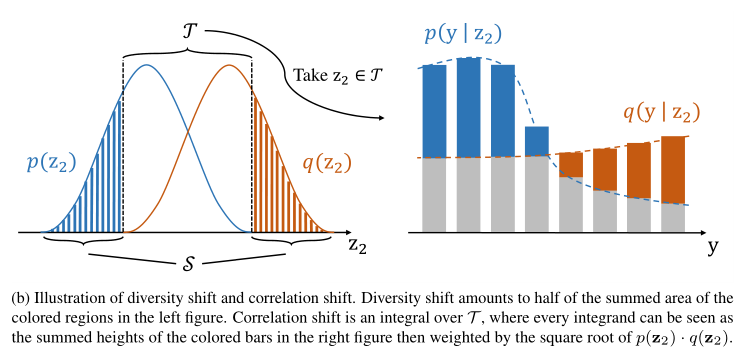 𝒯
Take z₂ ∈ 𝒯
p(z₂)
q(z₂)
z₂
𝒮
p(y | z₂)
q(y | z₂)
y
(b) Illustration of diversity shift and correlation shift. Diversity shift amounts to half of the summed area of the
colored regions in the left figure. Correlation shift is an integral over 𝒯, where every integrand can be seen as
the summed heights of the colored bars in the right figure then weighted by the square root of p(𝐳₂) · q(𝐳₂).